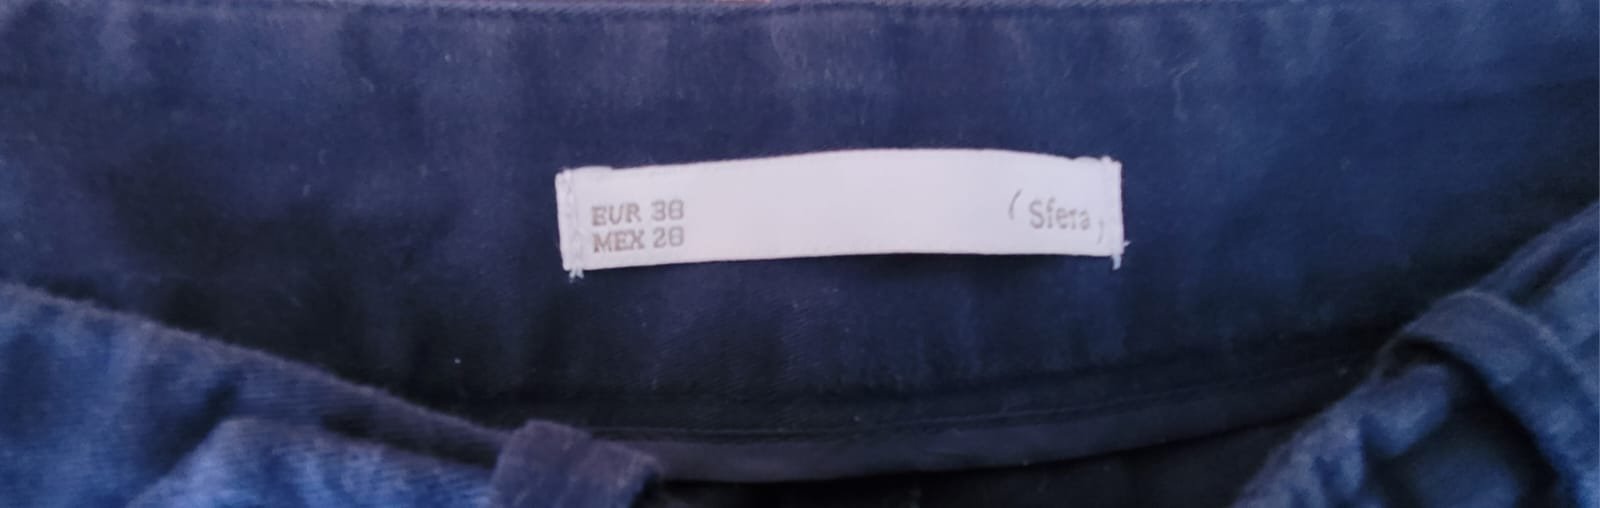 EUR 38
MEX 28
(Sfera)